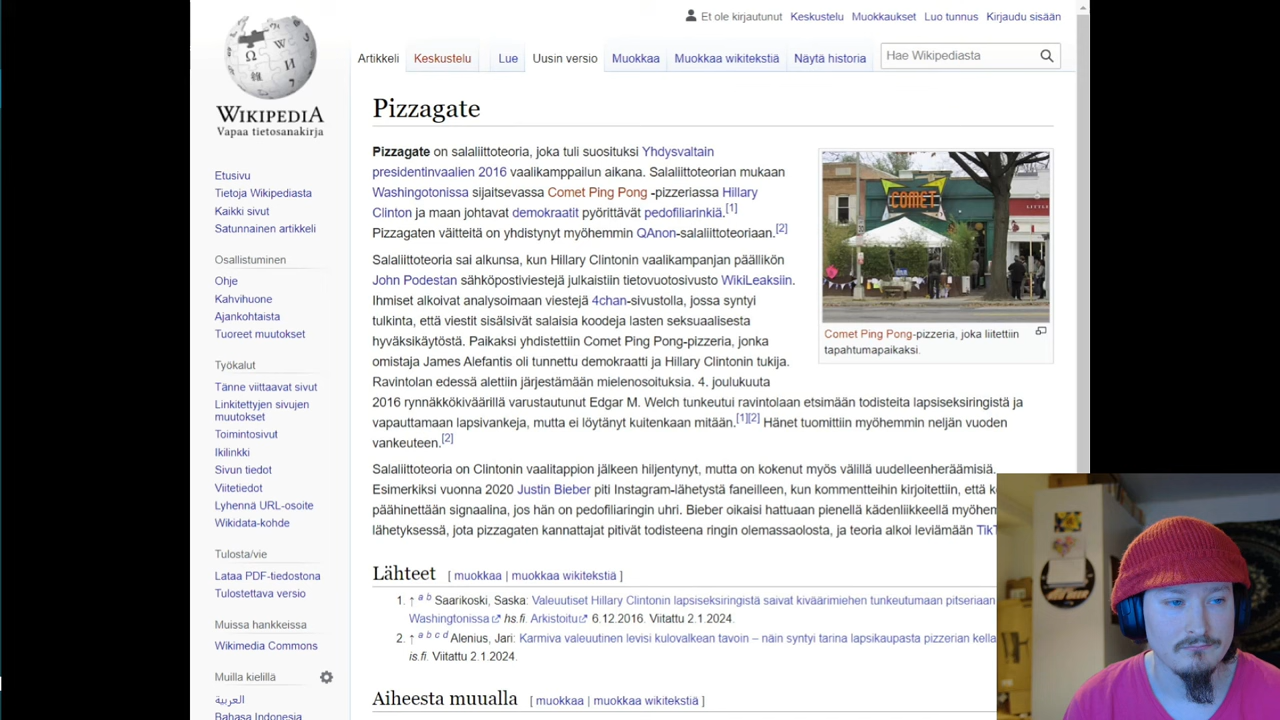 Et ole kirjautunut Keskustelu Muokkaukset Luo tunnus Kirjaudu sisään
Artikkeli Keskustelu Lue Uusin versio Muokkaa Muokkaa wikitekstiä Näytä historia Hae Wikipediasta
WIKIPEDIA
Vapaa tietosanakirja
Etusivu
Tietoja Wikipediasta
Kaikki sivut
Satunnainen artikkeli
Osallistuminen
Ohje
Kahvihuone
Ajankohtaista
Tuoreet muutokset
Työkalut
Tänne viittaavat sivut
Linkitettyjen sivujen
muutokset
Toimintosivut
Ikilinkki
Sivun tiedot
Viitetiedot
Lyhennä URL-osoite
Wikidata-kohde
Tulosta/vie
Lataa PDF-tiedostona
Tulostettava versio
Muissa hankkeissa
Wikimedia Commons
Muilla kielillä
العربية
Bahasa Indonesia
Pizzagate
Pizzagate on salaliittoteoria, joka tuli suosituksi Yhdysvaltain
presidentinvaalien 2016 vaalikamppailun aikana. Salaliittoteorian mukaan
Washingtonissa sijaitsevassa Comet Ping Pong -pizzeriassa Hillary
Clinton ja maan johtavat demokraatit pyörittävät pedofiliarinkiä.[1]
Pizzagaten väitteitä on yhdistynyt myöhemmin QAnon-salaliittoteoriaan.[2]
Salaliittoteoria sai alkunsa, kun Hillary Clintonin vaalikampanjan päällikön
John Podestan sähköpostiviestejä julkaistiin tietovuotosivusto WikiLeaksiin.
Ihmiset alkoivat analysoimaan viestejä 4chan-sivustolla, jossa syntyi
tulkinta, että viestit sisälsivät salaisia koodeja lasten seksuaalisesta
hyväksikäytöstä. Paikaksi yhdistettiin Comet Ping Pong-pizzeria, jonka
omistaja James Alefantis oli tunnettu demokraatti ja Hillary Clintonin tukija.
Ravintolan edessä alettiin järjestämään mielenosoituksia. 4. joulukuuta
2016 rynnäkkökiväärillä varustautunut Edgar M. Welch tunkeutui ravintolaan etsimään todisteita lapsiseksiringistä ja
vapauttamaan lapsivankeja, mutta ei löytänyt kuitenkaan mitään.[1][2] Hänet tuomittiin myöhemmin neljän vuoden
vankeuteen.[2]
COMET
Comet Ping Pong-pizzeria, joka liitettiin
tapahtumapaikaksi.
Salaliittoteoria on Clintonin vaalitappion jälkeen hiljentynyt, mutta on kokenut myös välillä uudelleenheräämisiä.
Esimerkiksi vuonna 2020 Justin Bieber piti Instagram-lähetystä faneilleen, kun kommentteihin kirjoitettiin, että
päähinettään signaalina, jos hän on pedofiliaringin uhri. Bieber oikaisi hattuaan pienellä kädenliikkeellä
lähetyksessä, jota pizzagaten kannattajat pitivät todisteena ringin olemassaolosta, ja teoria alkoi leviämään
Lähteet [ muokkaa | muokkaa wikitekstiä ]
1. ↑ a b Saarikoski, Saska: Valeuutiset Hillary Clintonin lapsiseksiringistä saivat kiväärimiehen tunkeutumaan pitseriaan
Washingtonissa hs.fi. Arkistoitu 6.12.2016. Viitattu 2.1.2024.
2. ↑ a b c d Alenius, Jari: Karmiva valeuutinen levisi kulovalkean tavoin – näin syntyi tarina lapsikaupasta pizzerian
is.fi. Viitattu 2.1.2024.
Aiheesta muualla [ muokkaa | muokkaa wikitekstiä ]